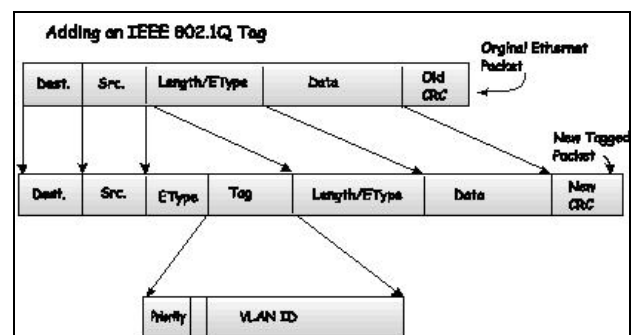 Adding an IEEE 802.1Q Tag
Orginal Ethernet
Packet
Dest. Src. Length/EType Data Old
CRC
New Tagged
Packet
Dest. Src. EType Tag Length/EType Data New
CRC
Priority VLAN ID